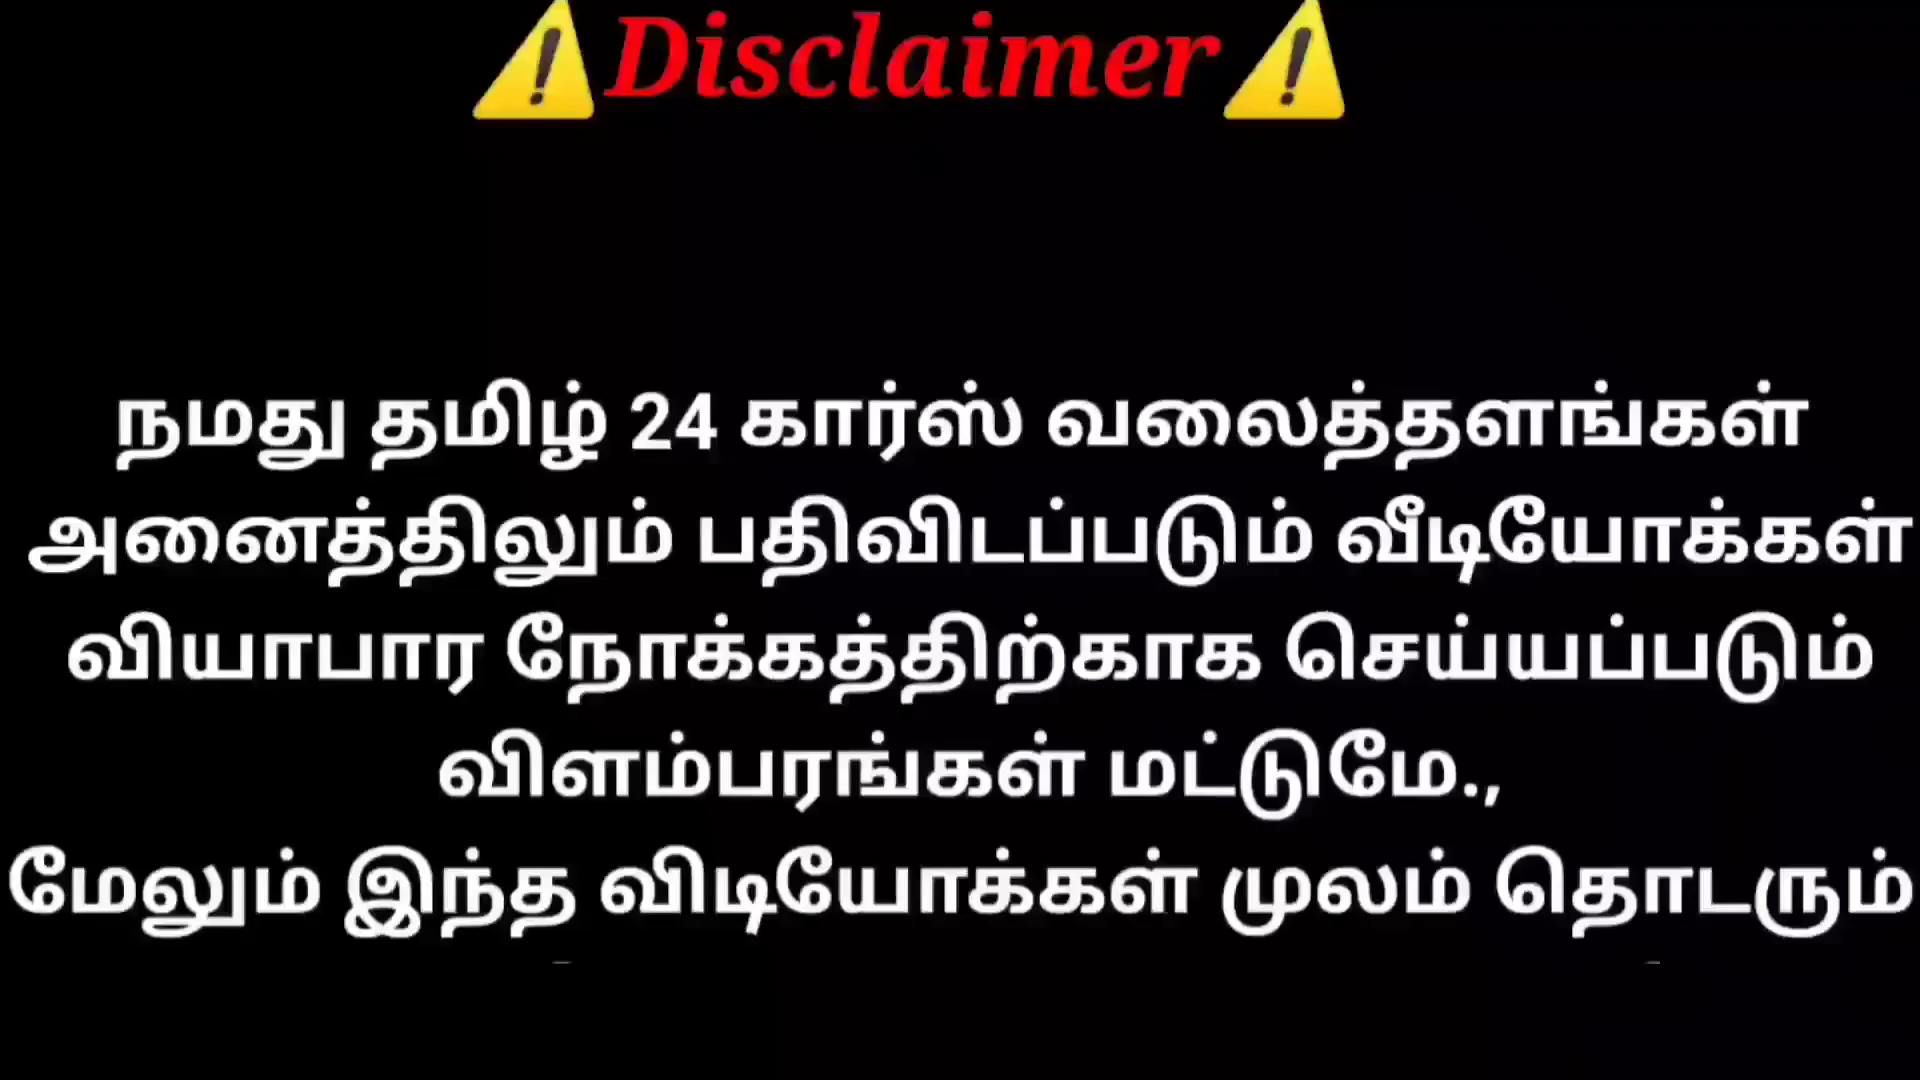 ⚠️Disclaimer⚠️
நமது தமிழ் 24 கார்ஸ் வலைத்தளங்கள்
அனைத்திலும் பதிவிடப்படும் வீடியோக்கள்
வியாபார நோக்கத்திற்காக செய்யப்படும்
விளம்பரங்கள் மட்டுமே.,
மேலும் இந்த விடியோக்கள் முலம் தொடரும்